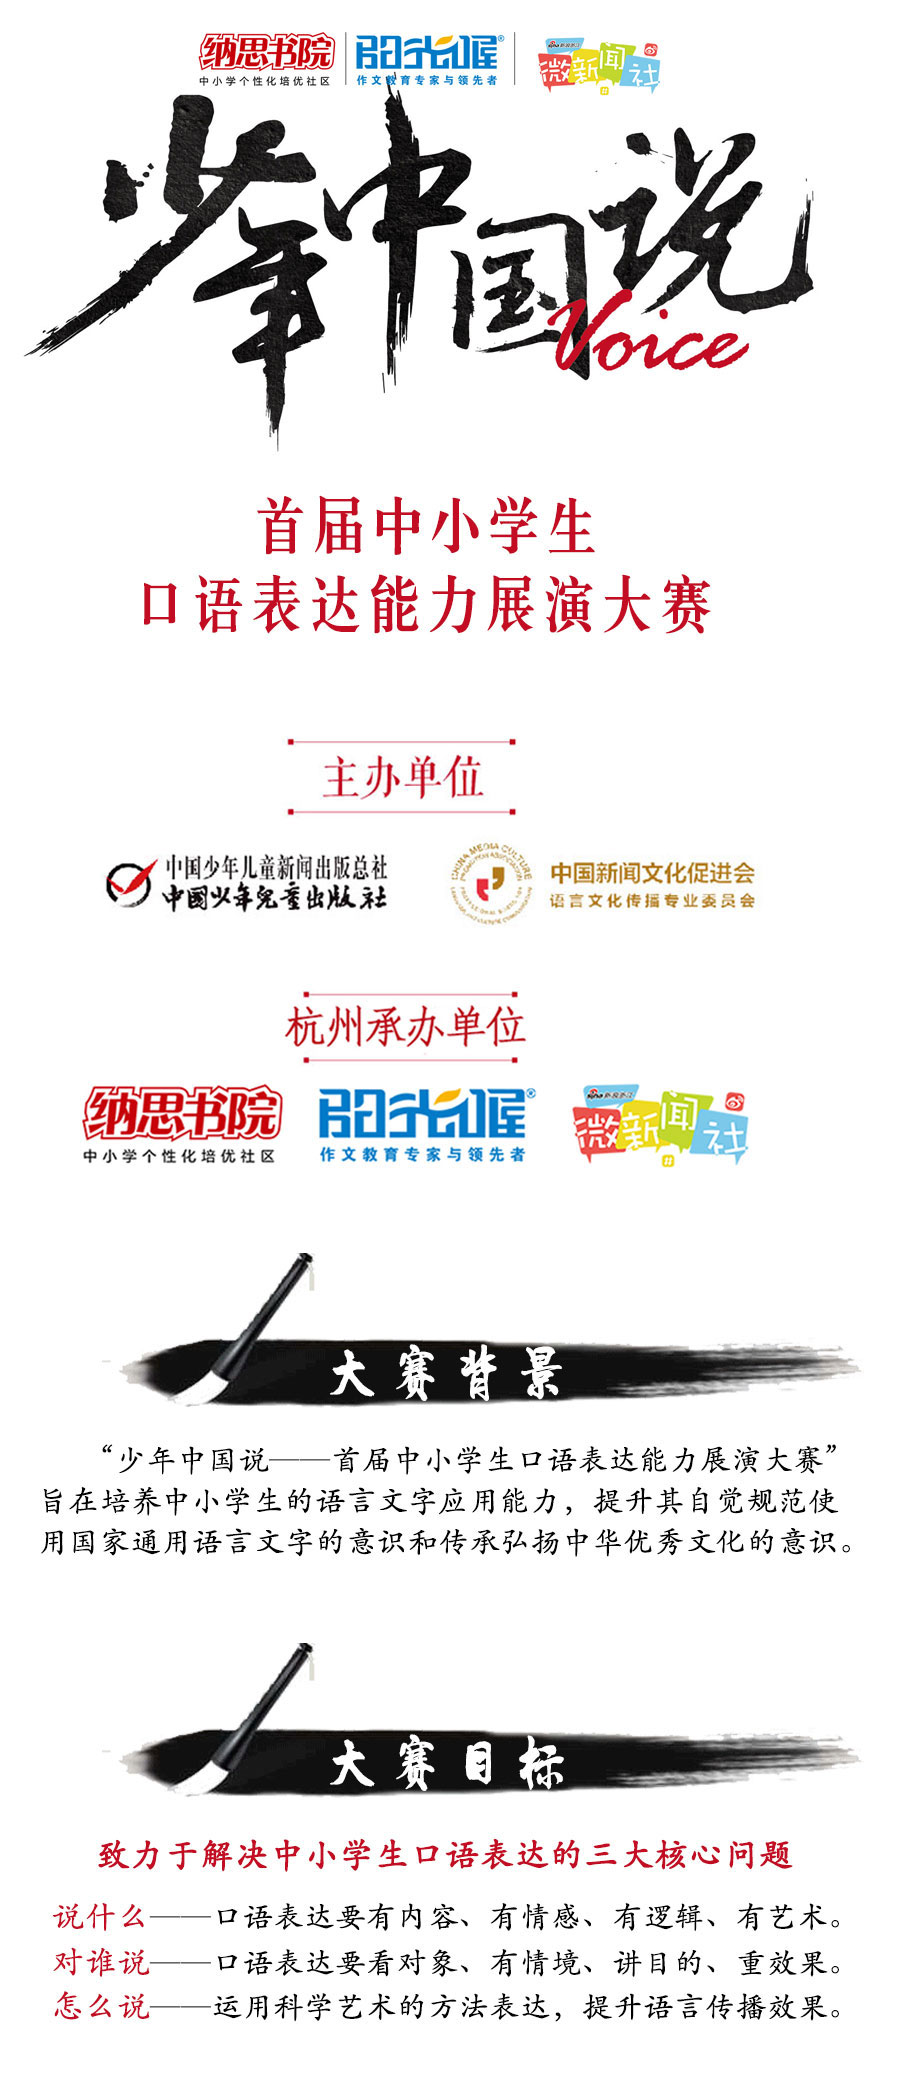 纳思书院
中小学个性化培优社区
阳光喔®
作文教育专家与领先者
sina 新浪浙江
微新闻社
少年中国说
Voice
首届中小学生
口语表达能力展演大赛
主办单位
中国少年儿童新闻出版总社
中國少年兒童出版社
CHINA MEDIA CULTURE
中国新闻文化促进会
语言文化传播专业委员会
杭州承办单位
纳思书院
中小学个性化培优社区
阳光喔®
作文教育专家与领先者
sina 新浪浙江
微新闻社
大赛背景
“少年中国说——首届中小学生口语表达能力展演大赛”
旨在培养中小学生的语言文字应用能力，提升其自觉规范使
用国家通用语言文字的意识和传承弘扬中华优秀文化的意识。
大赛目标
致力于解决中小学生口语表达的三大核心问题
说什么——口语表达要有内容、有情感、有逻辑、有艺术。
对谁说——口语表达要看对象、有情境、讲目的、重效果。
怎么说——运用科学艺术的方法表达，提升语言传播效果。